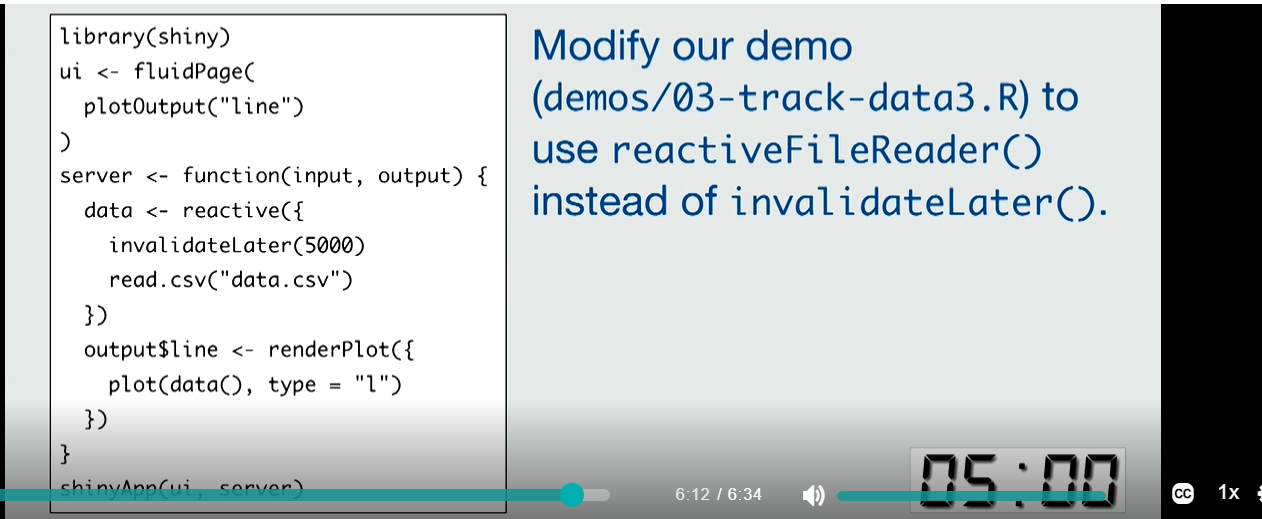 library(shiny)
ui <- fluidPage(
  plotOutput("line")
)
server <- function(input, output) {
  data <- reactive({
    invalidateLater(5000)
    read.csv("data.csv")
  })
  output$line <- renderPlot({
    plot(data(), type = "l")
  })
}
shinyApp(ui, server)
Modify our demo
(demos/03-track-data3.R) to
use reactiveFileReader()
instead of invalidateLater().
05:00
6:12 / 6:34
CC
1x